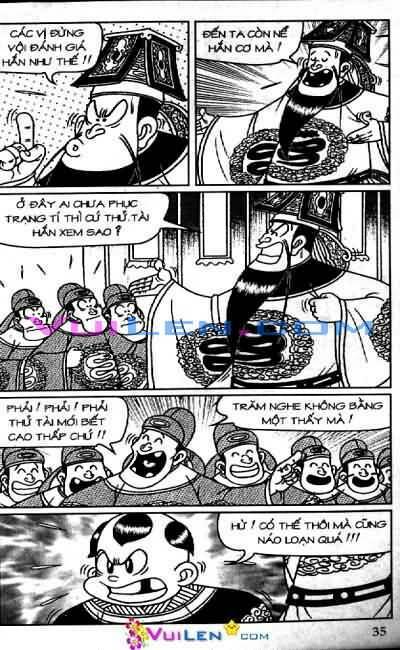 CÁC VỊ ĐỪNG
VỘI ĐÁNH GIÁ
HẮN NHƯ THẾ !!
ĐẾN TA CÒN NỂ
HẮN CƠ MÀ !
Ở ĐÂY AI CHƯA PHỤC
TRẠNG TÍ THÌ CỨ THỬ TÀI
HẮN XEM SAO ?
VUILEN.COM
PHẢI ! PHẢI ! PHẢI
THỬ TÀI MỚI BIẾT
CAO THẤP CHỨ !!
TRĂM NGHE KHÔNG BẰNG
MỘT THẤY MÀ !
HỪ ! CÓ THẾ THÔI MÀ CŨNG
NÁO LOẠN QUÁ !!!
35
VUILEN.COM